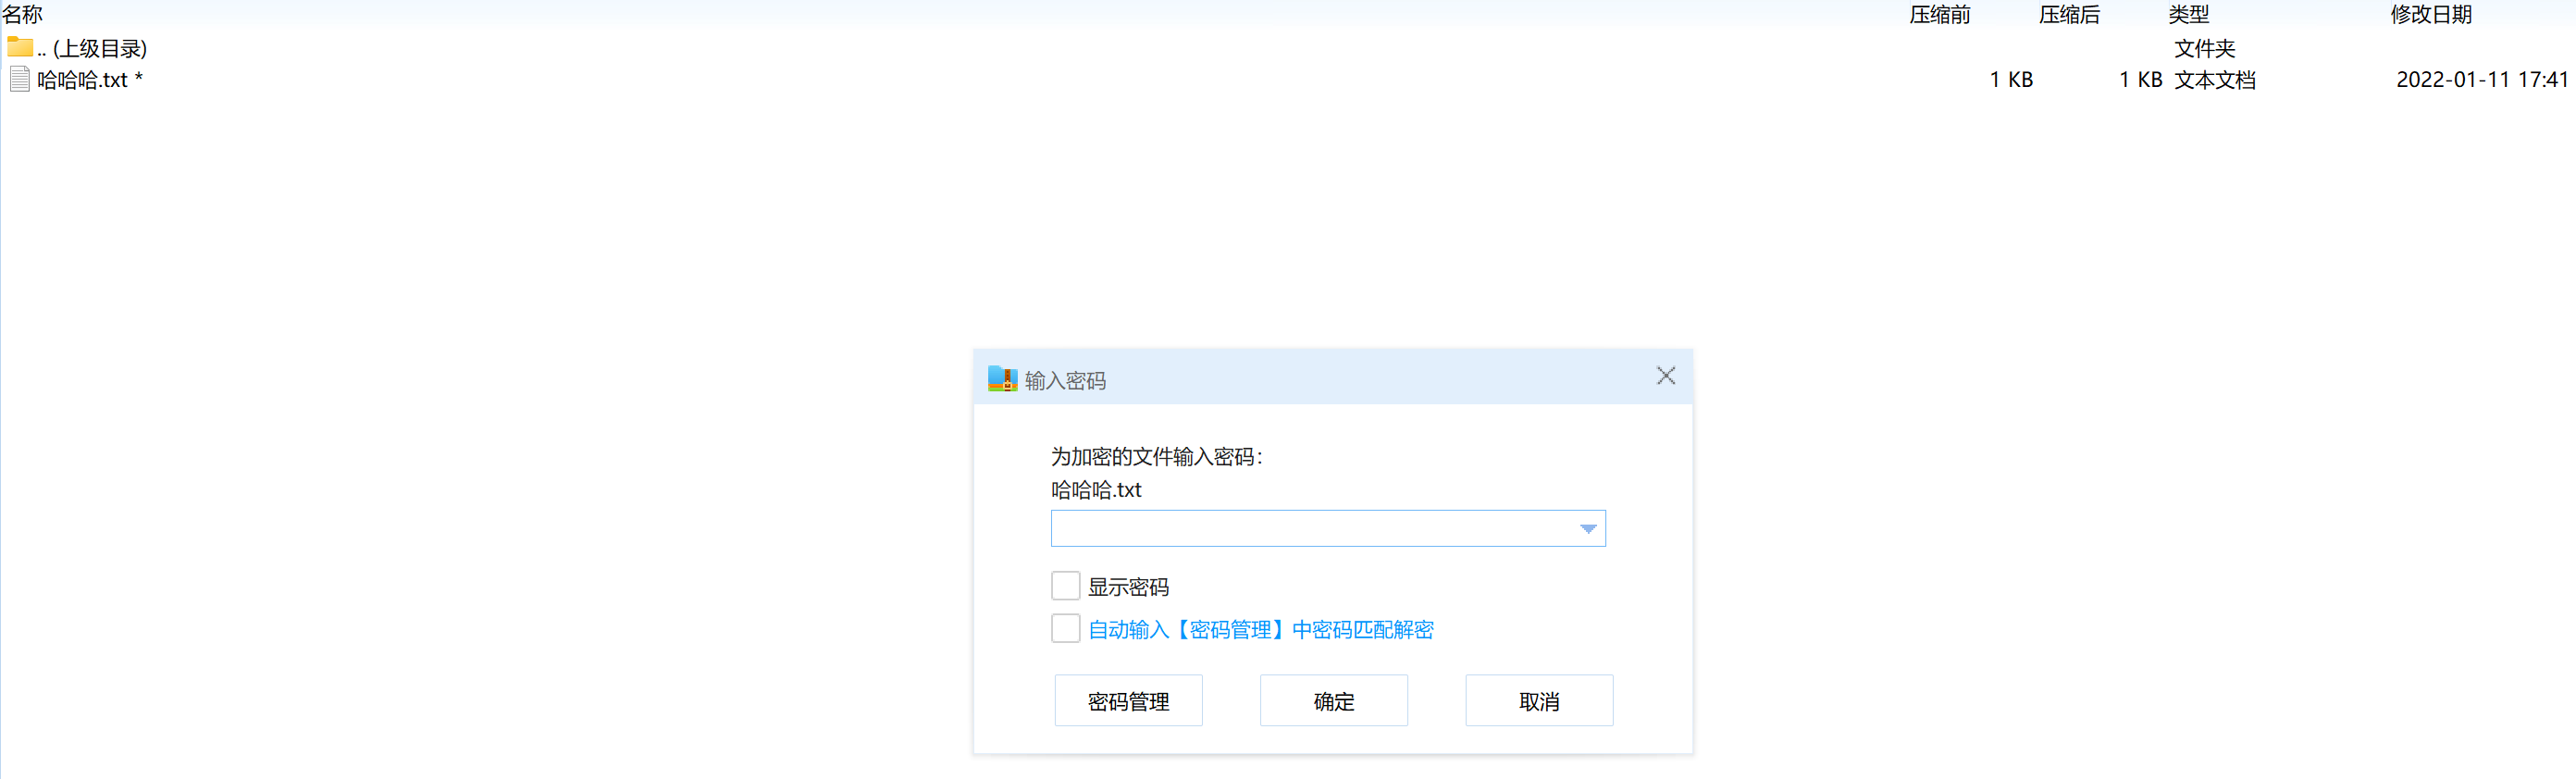 名称 压缩前 压缩后 类型 修改日期
.. (上级目录) 文件夹
哈哈哈.txt * 1 KB 1 KB 文本文档 2022-01-11 17:41
输入密码
为加密的文件输入密码：
哈哈哈.txt
显示密码
自动输入【密码管理】中密码匹配解密
密码管理 确定 取消